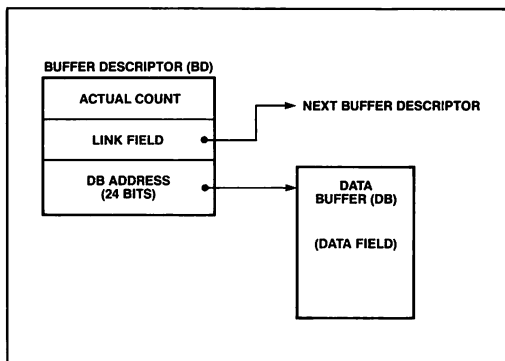 BUFFER DESCRIPTOR (BD)
ACTUAL COUNT
LINK FIELD
NEXT BUFFER DESCRIPTOR
DB ADDRESS
(24 BITS)
DATA
BUFFER (DB)
(DATA FIELD)